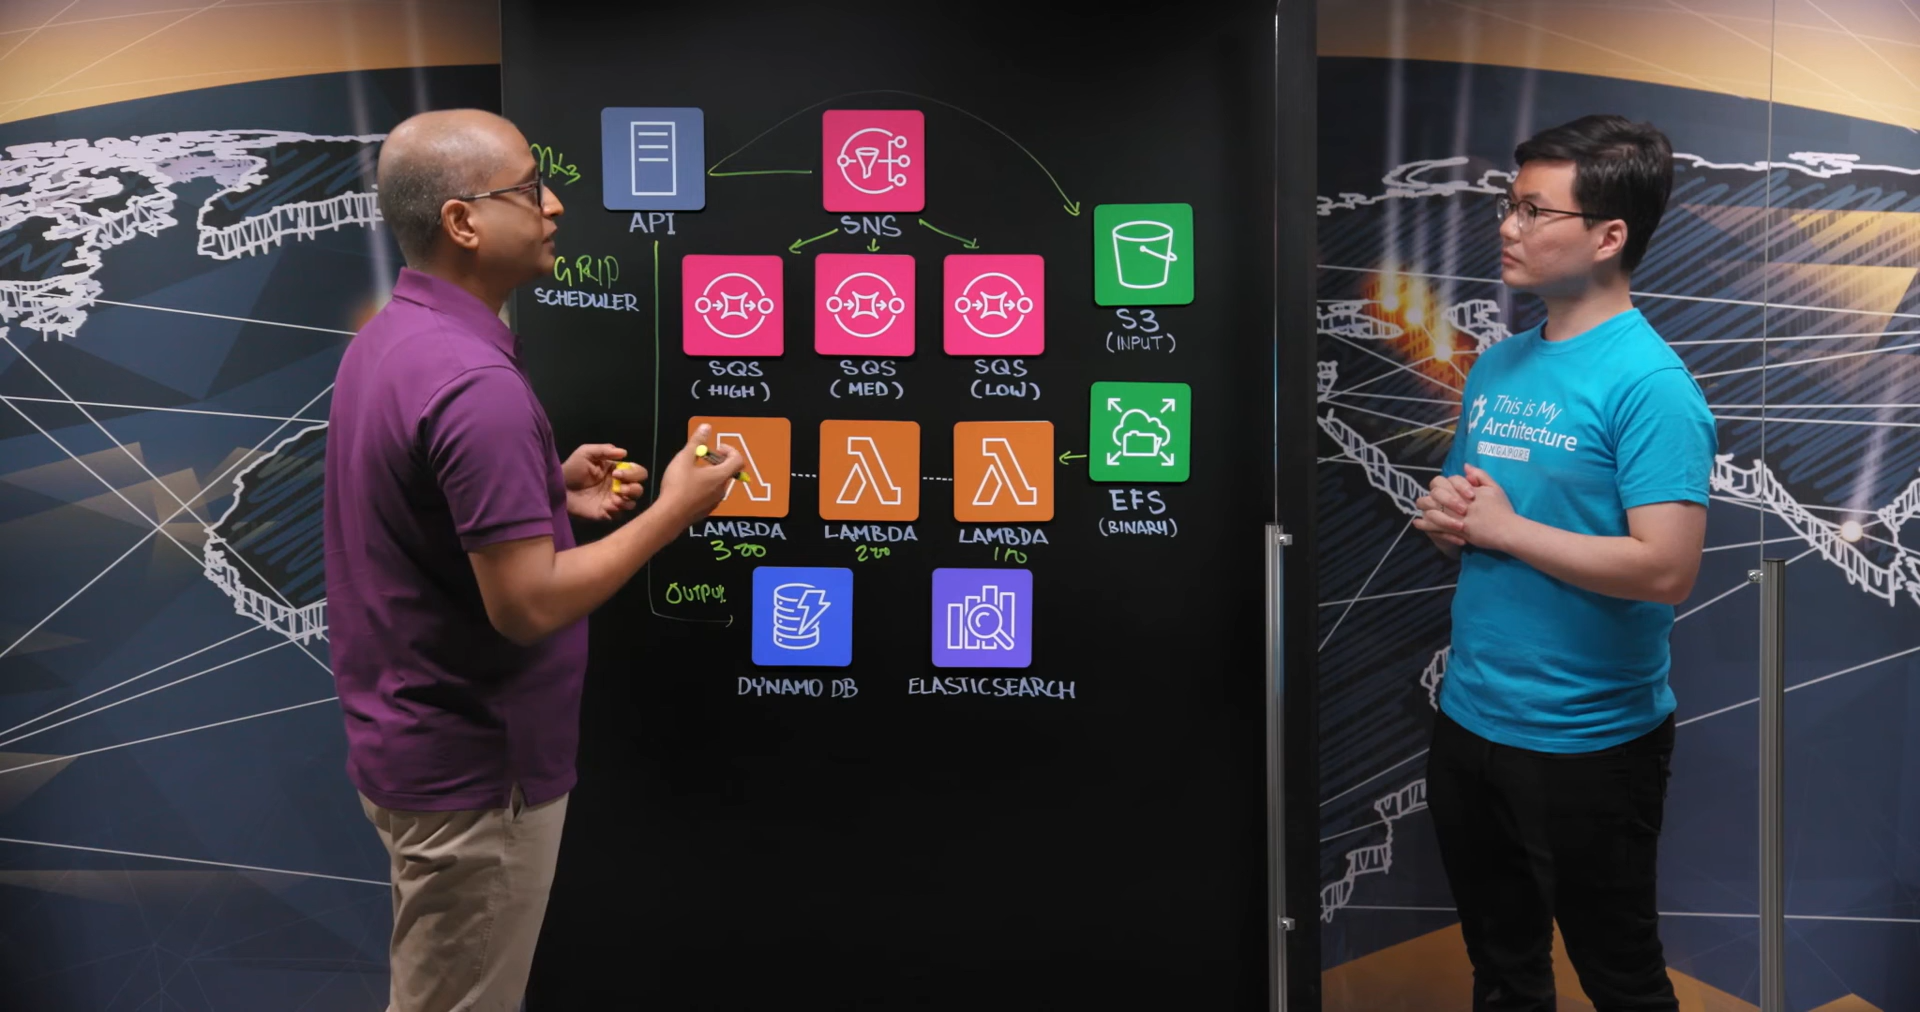 API
SNS
GRID
SCHEDULER
S3
(INPUT)
SQS
(HIGH)
SQS
(MED)
SQS
(LOW)
EFS
(BINARY)
LAMBDA
300
LAMBDA
200
LAMBDA
100
OUTPUT
DYNAMO DB
ELASTICSEARCH
This is My
Architecture
SINGAPORE